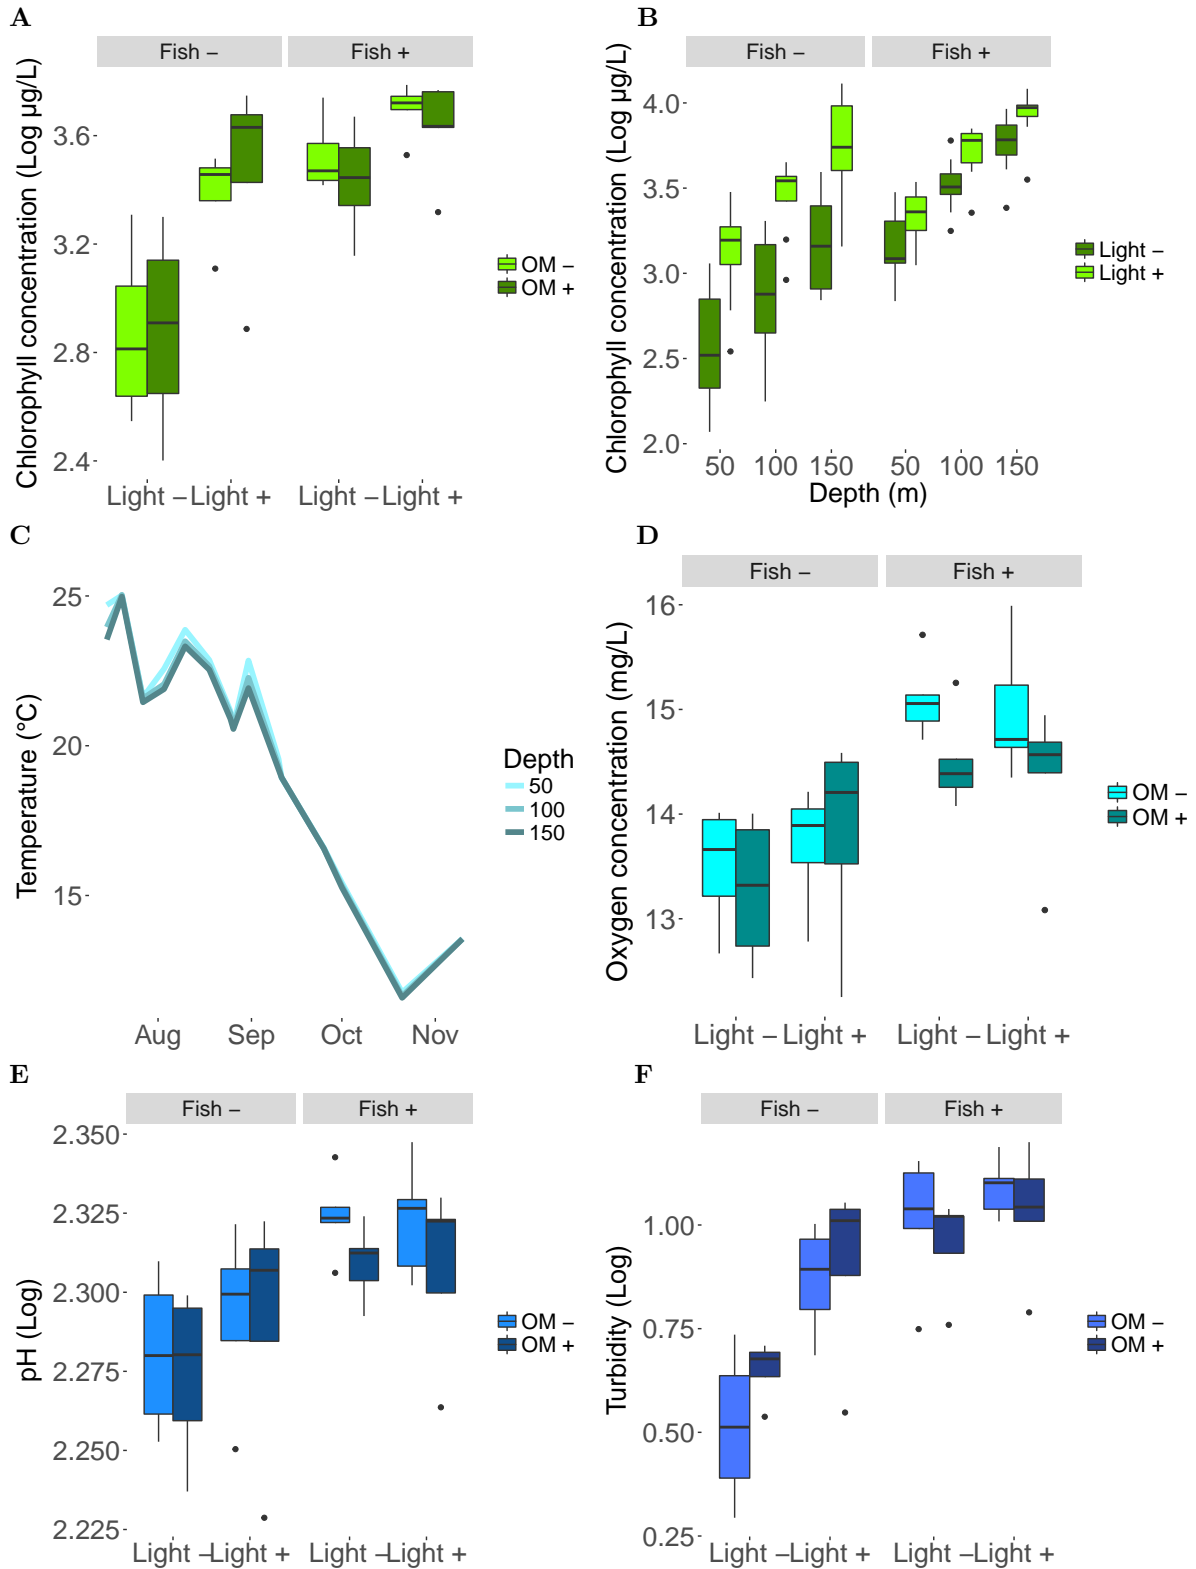 A
Fish – Fish +
Chlorophyll concentration (Log µg/L)
3.6
3.2
2.8
2.4
Light – Light + Light – Light +
OM –
OM +
B
Fish – Fish +
Chlorophyll concentration (Log µg/L)
4.0
3.5
3.0
2.5
2.0
50 100 150 50 100 150
Depth (m)
Light –
Light +
C
Temperature (°C)
25
20
15
Aug Sep Oct Nov
Depth
50
100
150
D
Fish – Fish +
Oxygen concentration (mg/L)
16
15
14
13
Light – Light + Light – Light +
OM –
OM +
E
Fish – Fish +
pH (Log)
2.350
2.325
2.300
2.275
2.250
2.225
Light – Light + Light – Light +
OM –
OM +
F
Fish – Fish +
Turbidity (Log)
1.00
0.75
0.50
0.25
Light – Light + Light – Light +
OM –
OM +